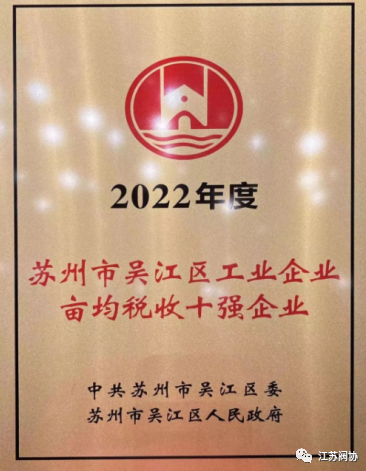 2022年度
苏州市吴江区工业企业
亩均税收十强企业
中共苏州市吴江区委
苏州市吴江区人民政府
江苏阀协